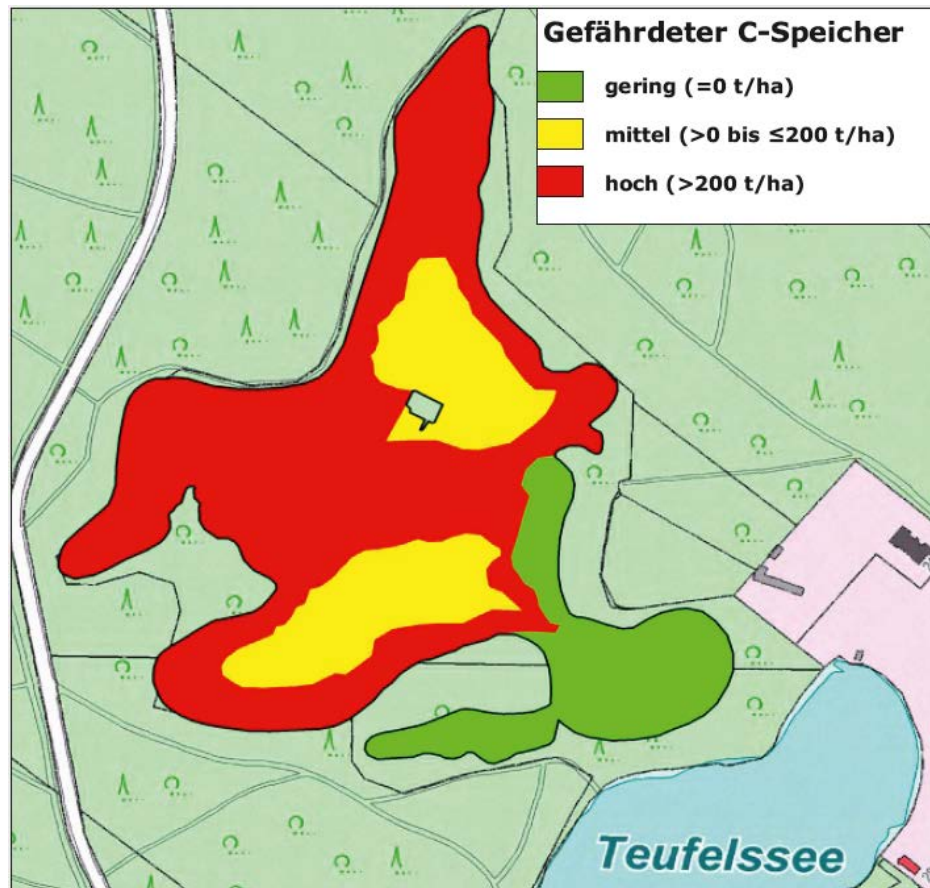 Gefährdeter C-Speicher
gering (=0 t/ha)
mittel (>0 bis ≤200 t/ha)
hoch (>200 t/ha)
Teufelssee